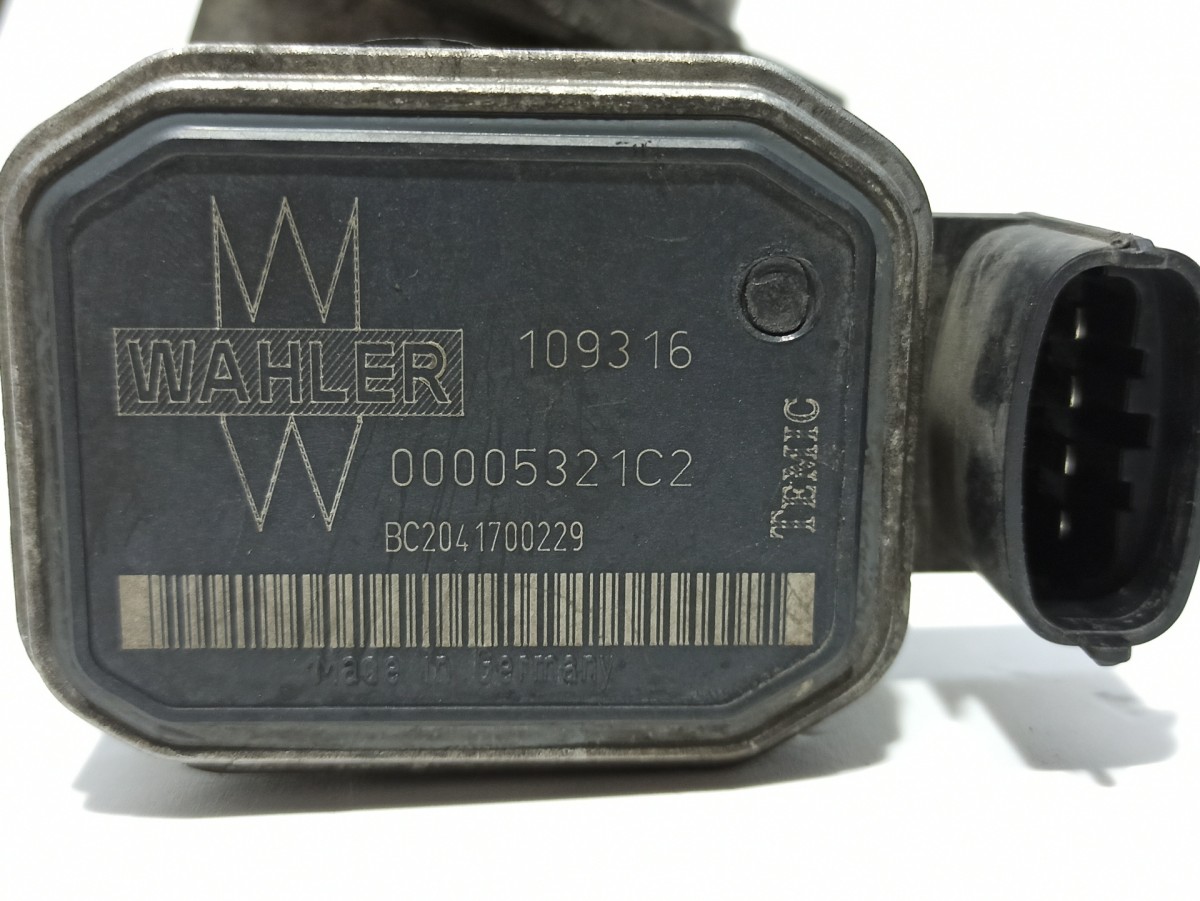 WAHLER
109316
00005321C2
BC2041700229
TEMIC
Made in Germany